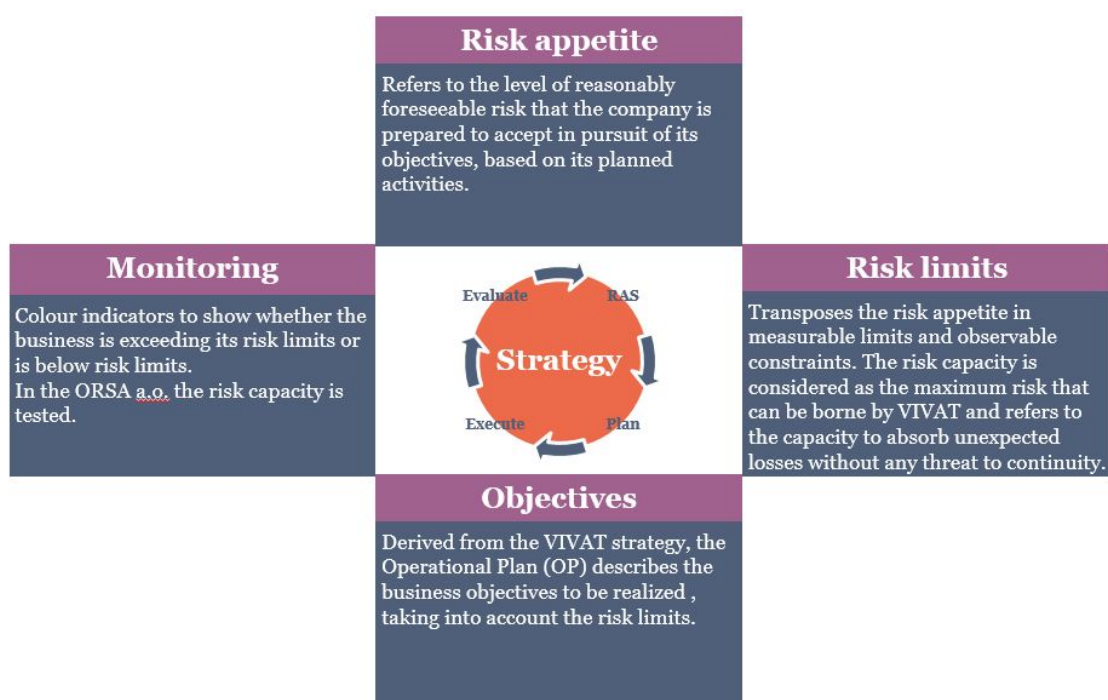 Risk appetite
Refers to the level of reasonably
foreseeable risk that the company is
prepared to accept in pursuit of its
objectives, based on its planned
activities.
Monitoring
Colour indicators to show whether the
business is exceeding its risk limits or
is below risk limits.
In the ORSA a.o. the risk capacity is
tested.
Evaluate
RAS
Strategy
Execute
Plan
Risk limits
Transposes the risk appetite in
measurable limits and observable
constraints. The risk capacity is
considered as the maximum risk that
can be borne by VIVAT and refers to
the capacity to absorb unexpected
losses without any threat to continuity.
Objectives
Derived from the VIVAT strategy, the
Operational Plan (OP) describes the
business objectives to be realized ,
taking into account the risk limits.